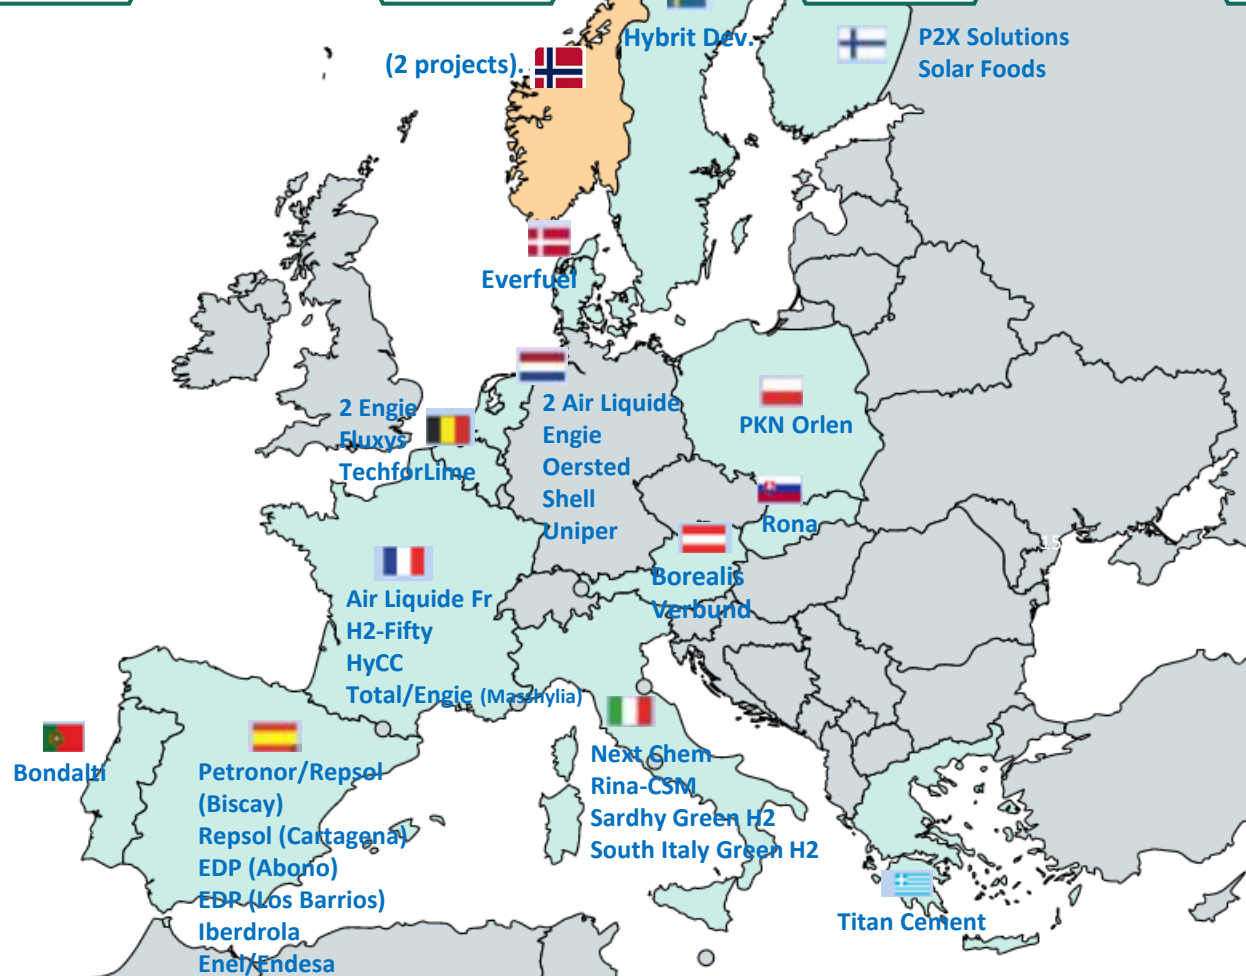 Hybrit Dev.
P2X Solutions
Solar Foods
(2 projects).
Everfuel
2 Engie
Fluxys
TechforLime
2 Air Liquide
Engie
Oersted
Shell
Uniper
PKN Orlen
Rona
15
Borealis
Verbund
Air Liquide Fr
H2-Fifty
HyCC
Total/Engie (Masshylia)
Bondalti
Petronor/Repsol
(Biscay)
Repsol (Cartagena)
EDP (Abono)
EDP (Los Barrios)
Iberdrola
Enel/Endesa
Next Chem
Rina-CSM
Sardhy Green H2
South Italy Green H2
Titan Cement